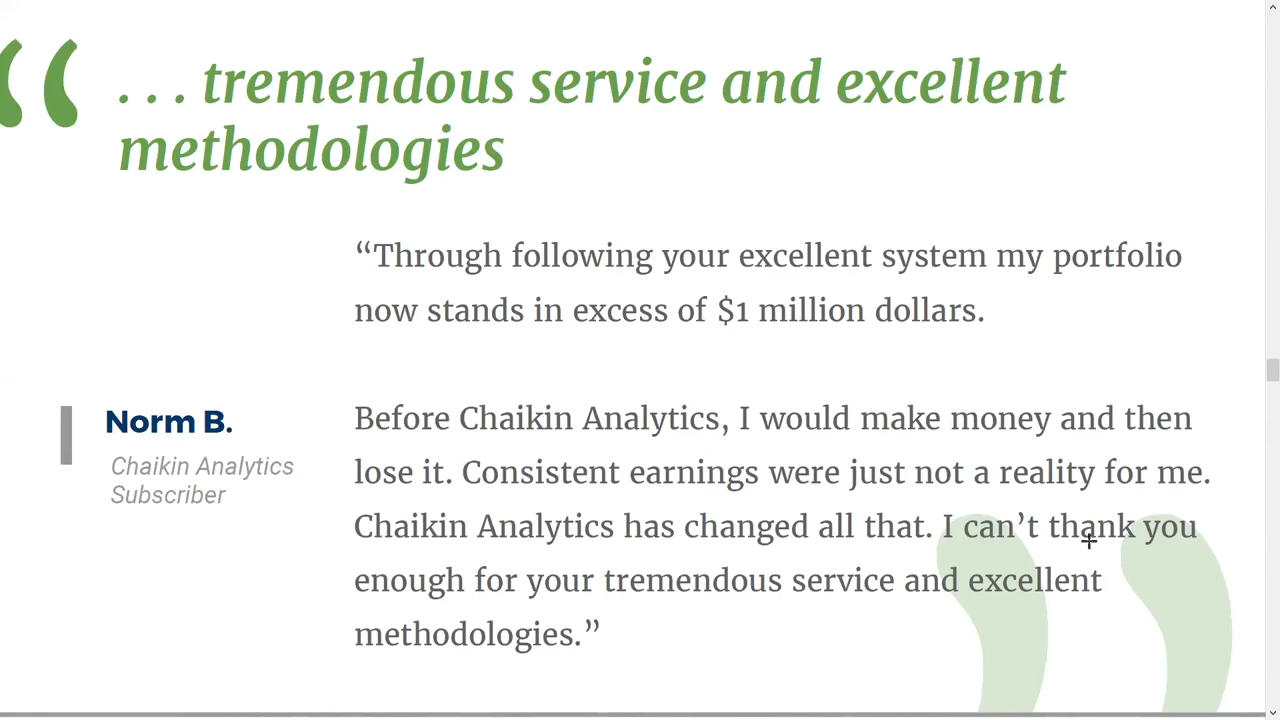 “
. . . tremendous service and excellent
methodologies
“Through following your excellent system my portfolio
now stands in excess of $1 million dollars.
Norm B.
Chaikin Analytics
Subscriber
Before Chaikin Analytics, I would make money and then
lose it. Consistent earnings were just not a reality for me.
Chaikin Analytics has changed all that. I can’t thank you
enough for your tremendous service and excellent
methodologies.”
”